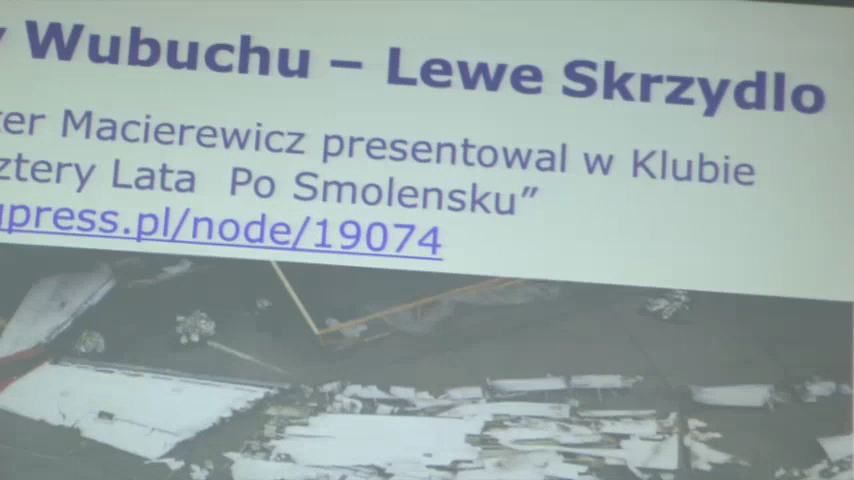 Wubuchu – Lewe Skrzydlo
Macierewicz presentowal w Klubie
Lata Po Smolensku”
press.pl/node/19074